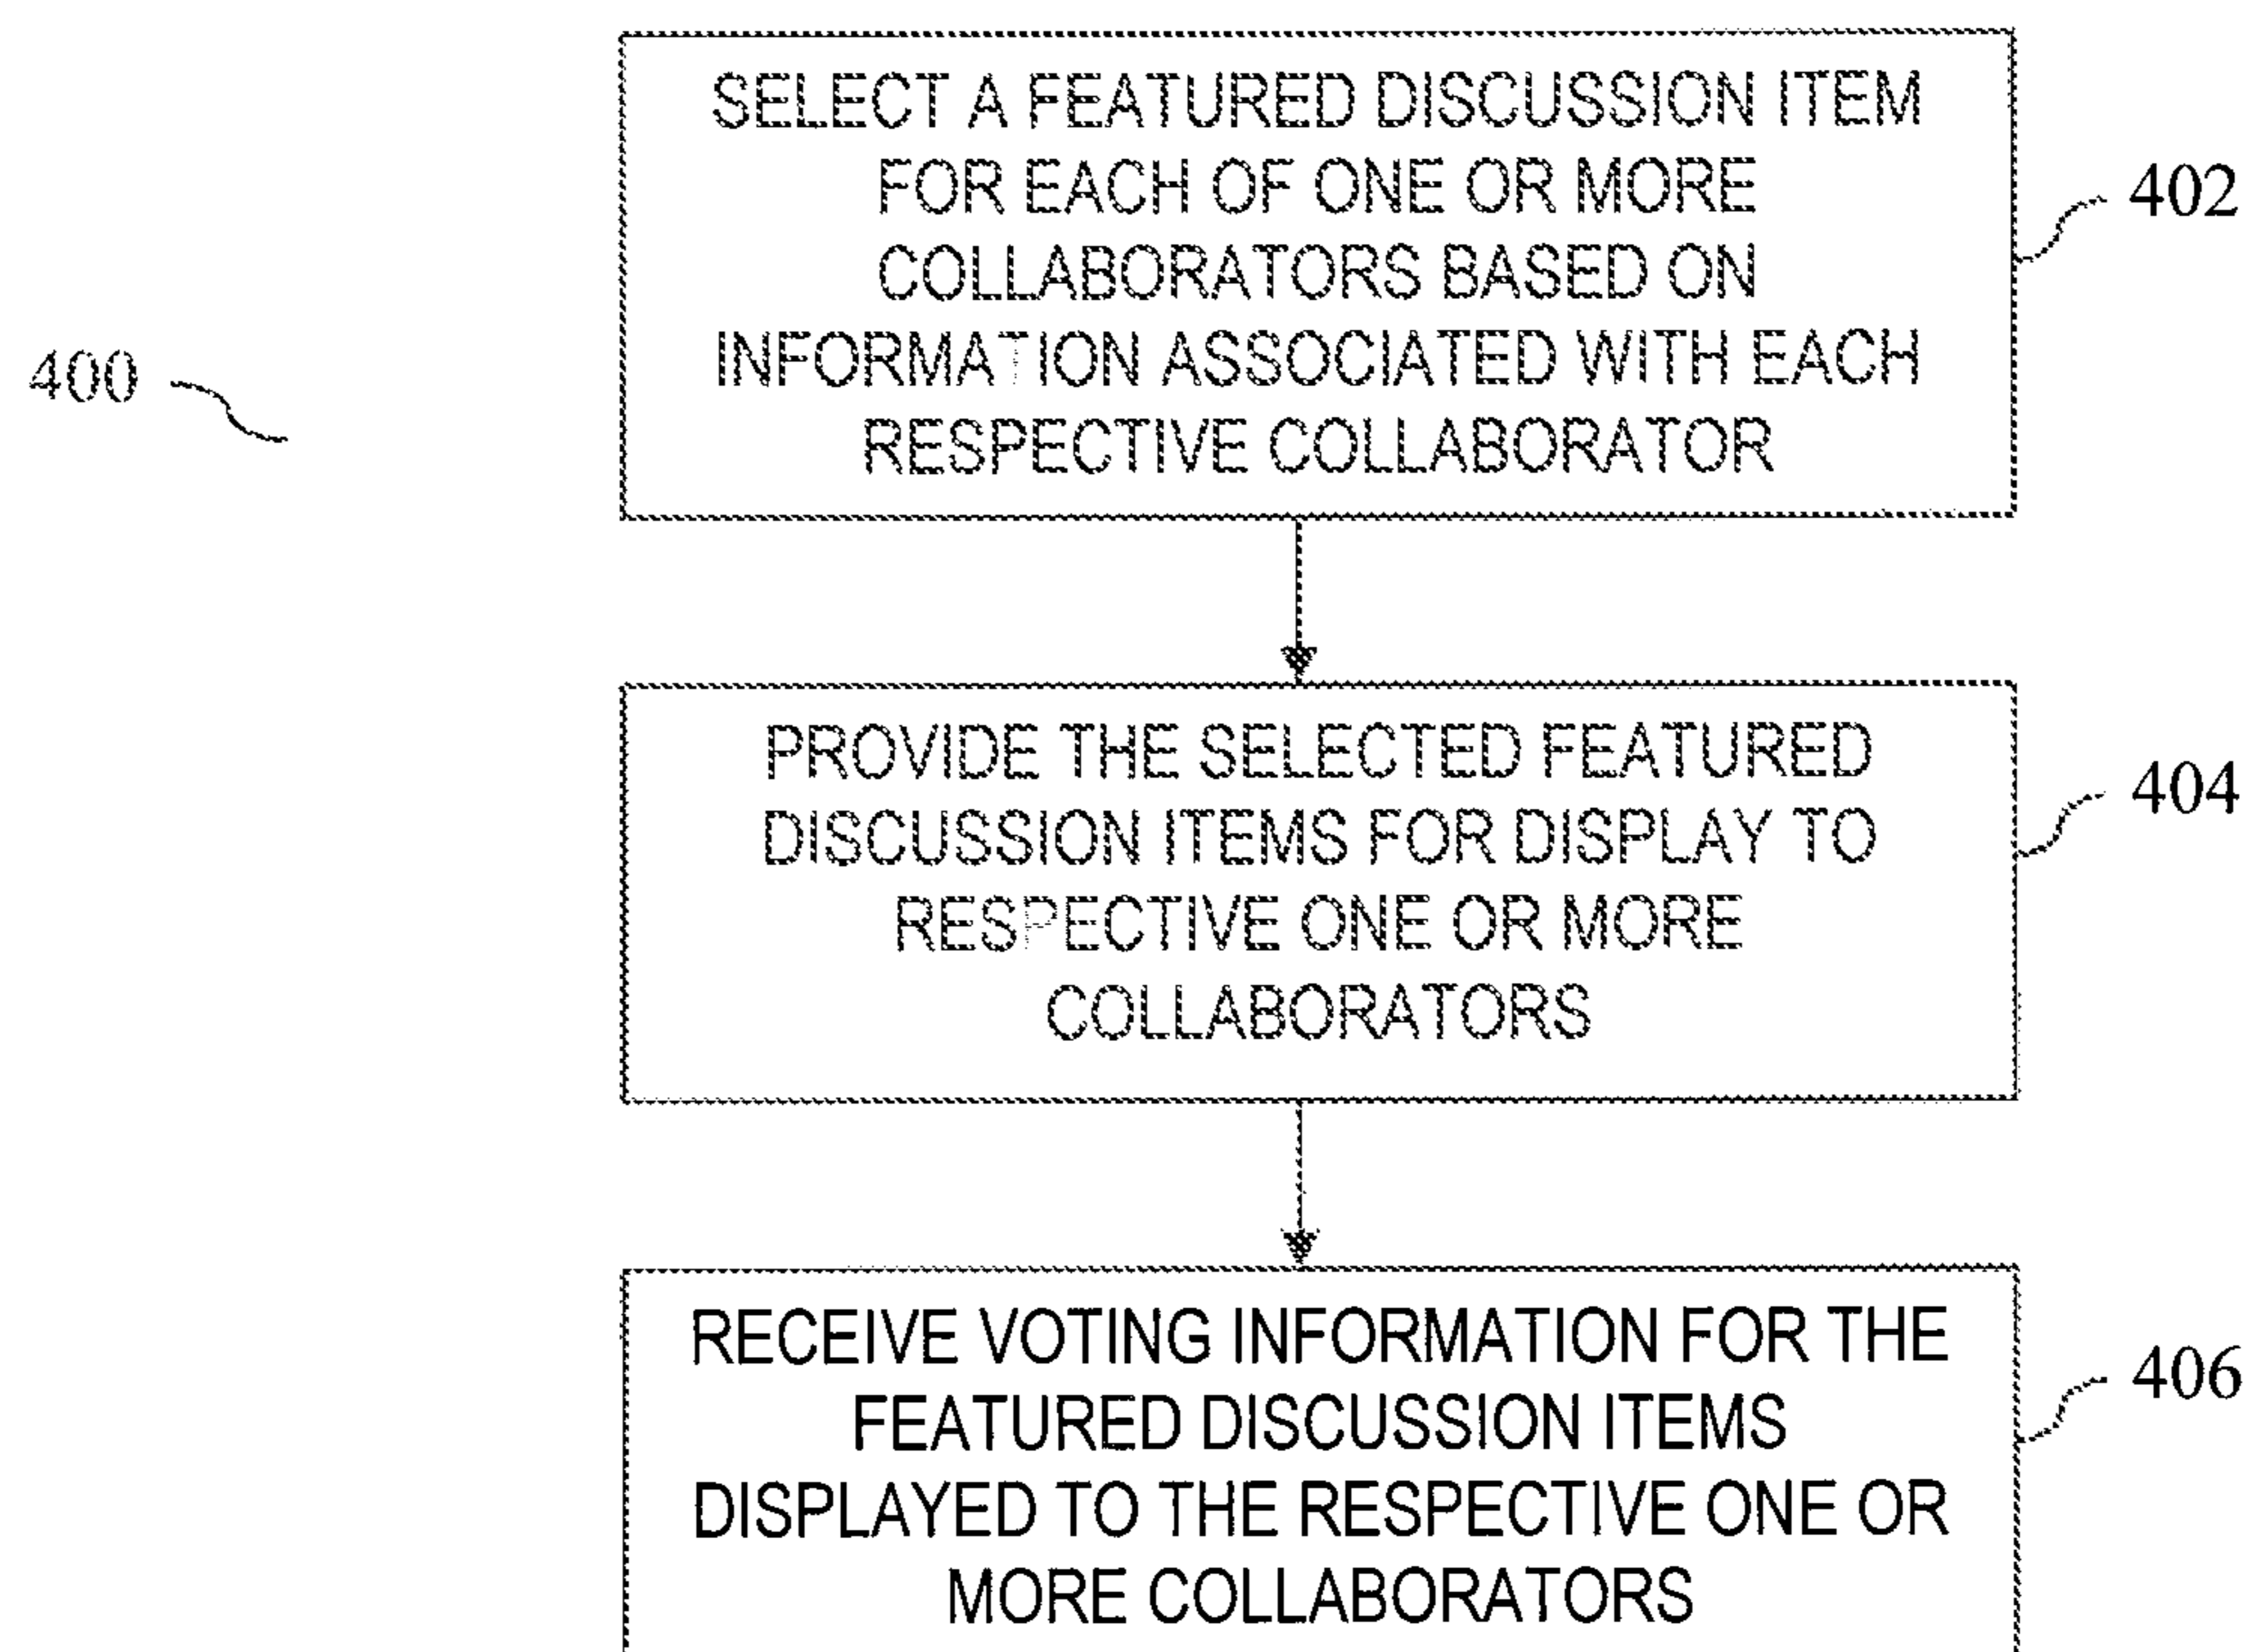 SELECT A FEATURED DISCUSSION ITEM
FOR EACH OF ONE OR MORE
COLLABORATORS BASED ON
INFORMATION ASSOCIATED WITH EACH
RESPECTIVE COLLABORATOR
402
400
PROVIDE THE SELECTED FEATURED
DISCUSSION ITEMS FOR DISPLAY TO
RESPECTIVE ONE OR MORE
COLLABORATORS
404
RECEIVE VOTING INFORMATION FOR THE
FEATURED DISCUSSION ITEMS
DISPLAYED TO THE RESPECTIVE ONE OR
MORE COLLABORATORS
406